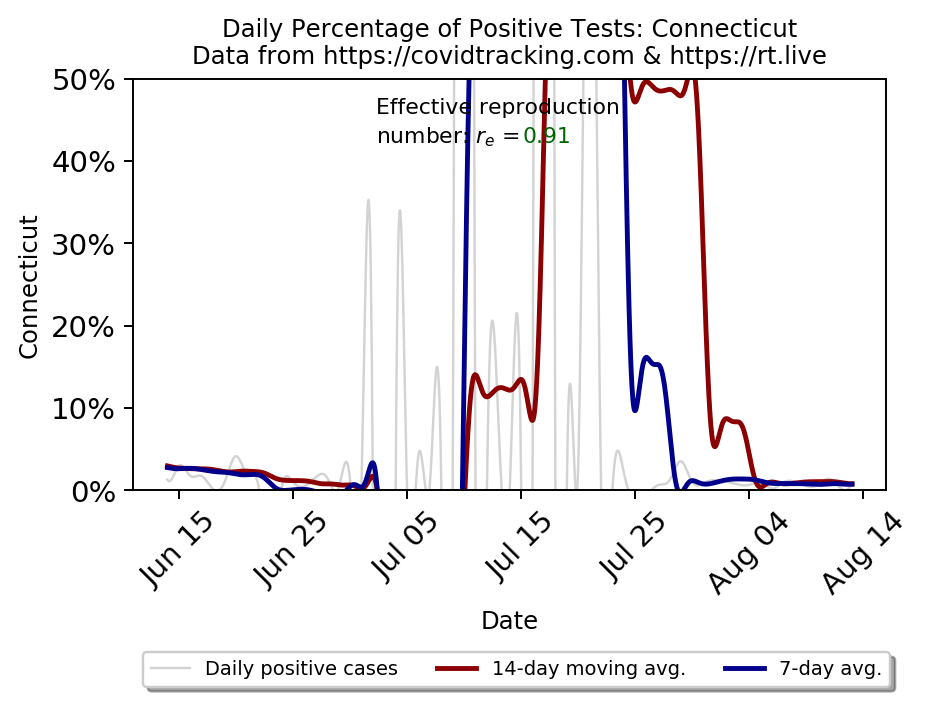 Daily Percentage of Positive Tests: Connecticut
Data from https://covidtracking.com & https://rt.live
50%
40%
30%
20%
10%
0%
Connecticut
Effective reproduction
number: rₑ =0.91
Jun 15
Jun 25
Jul 05
Jul 15
Jul 25
Aug 04
Aug 14
Date
Daily positive cases
14-day moving avg.
7-day avg.